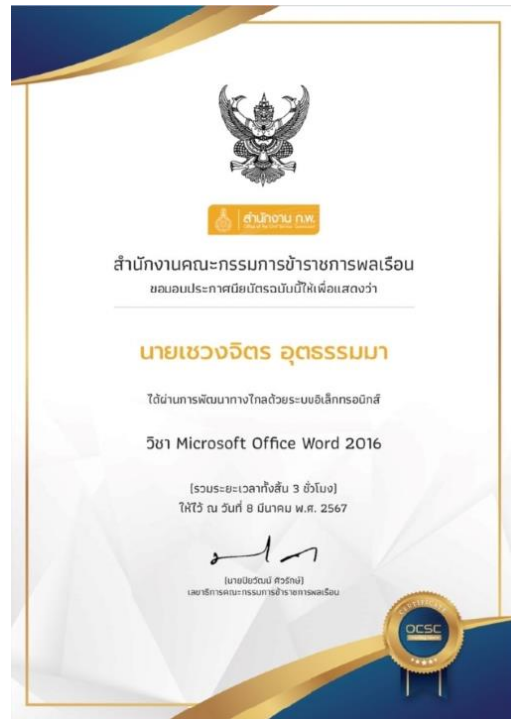 สำนักงาน ก.พ.
สำนักงานคณะกรรมการข้าราชการพลเรือน
ขอมอบประกาศนียบัตรฉบับนี้ให้เพื่อแสดงว่า
นายเชวงจิตร อุตธรรมมา
ได้ผ่านการพัฒนาทางไกลด้วยระบบอิเล็กทรอนิกส์
วิชา Microsoft Office Word 2016
(รวมระยะเวลาทั้งสิ้น 3 ชั่วโมง)
ให้ไว้ ณ วันที่ 8 มีนาคม พ.ศ. 2567
(นายปิยวัฒน์ ศิวรักษ์)
เลขาธิการคณะกรรมการข้าราชการพลเรือน
CERTIFICATE
OCSC